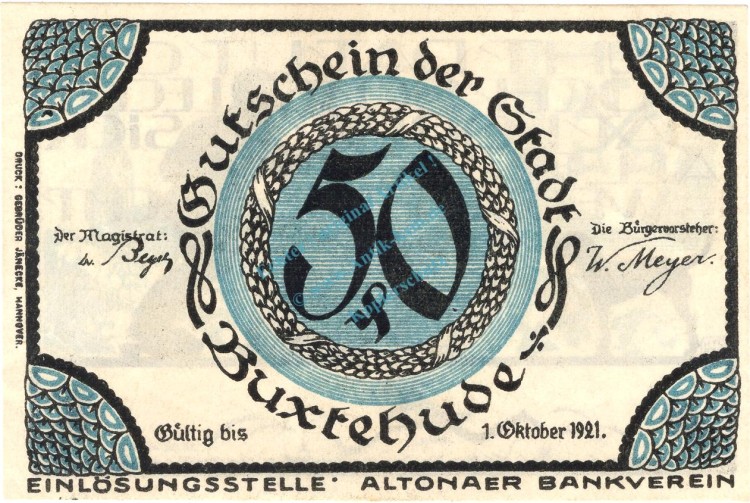 Gutschein der Stadt
50
₰
Buxtehude
Der Magistrat:
Die Bürgervorsteher:
W. Meyer.
Gültig bis 1. Oktober 1921.
EINLÖSUNGSSTELLE· ALTONAER BANKVEREIN
DRUCK: GEBRÜDER JÄNECKE, HANNOVER.